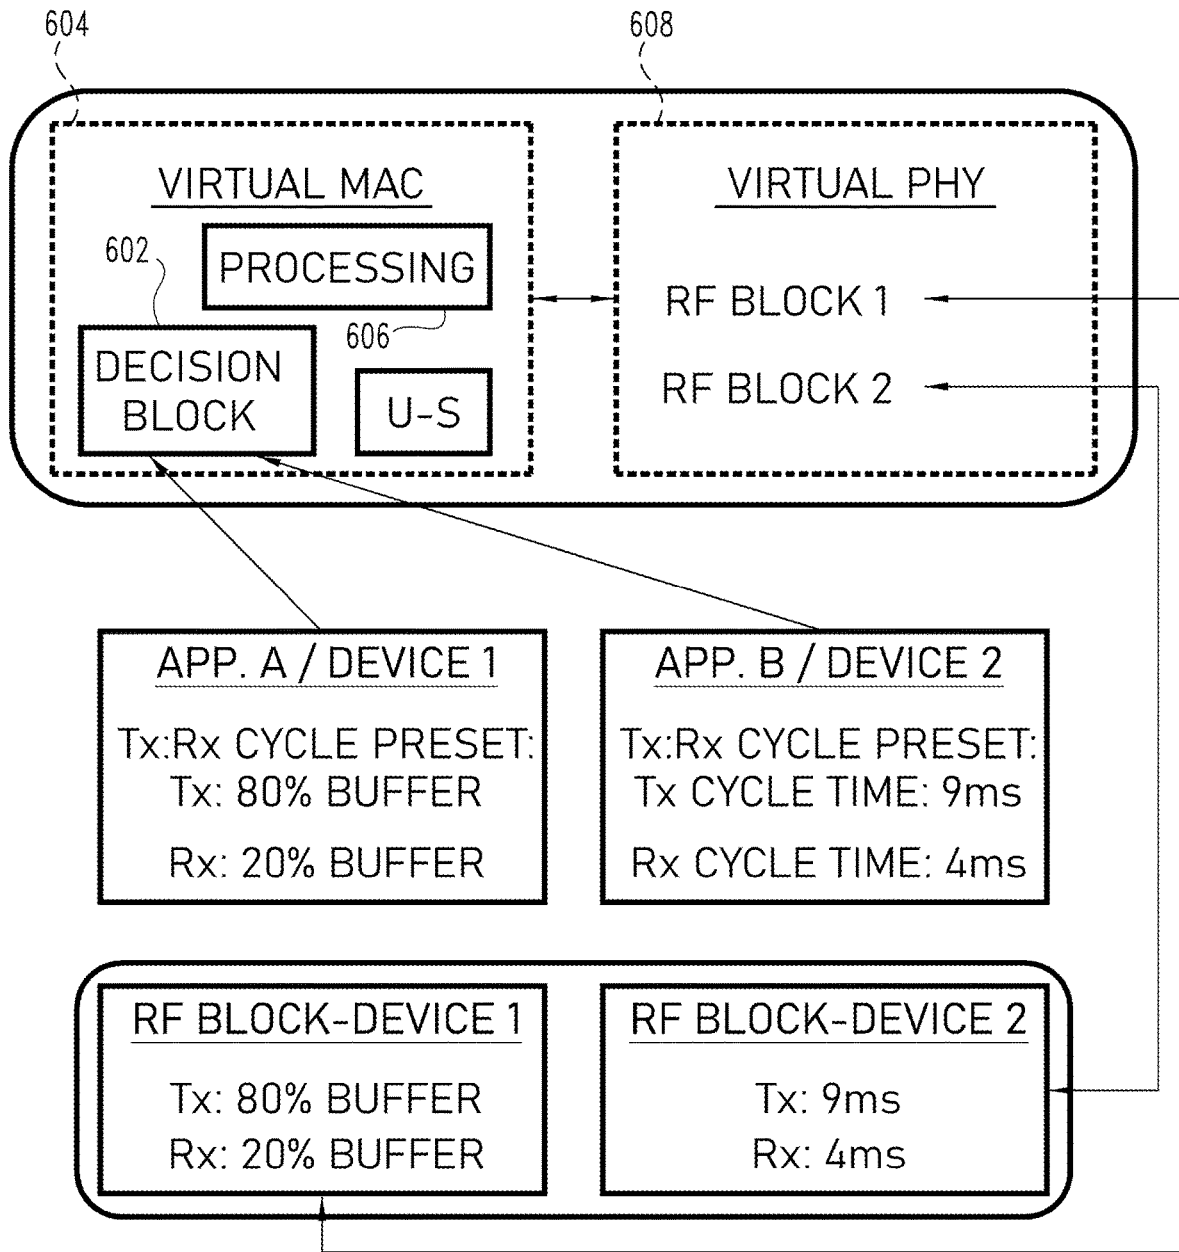 604
608
VIRTUAL MAC
VIRTUAL PHY
602
PROCESSING
606
RF BLOCK 1
DECISION
BLOCK
U-S
RF BLOCK 2
APP. A / DEVICE 1
Tx:Rx CYCLE PRESET:
Tx: 80% BUFFER
Rx: 20% BUFFER
APP. B / DEVICE 2
Tx:Rx CYCLE PRESET:
Tx CYCLE TIME: 9ms
Rx CYCLE TIME: 4ms
RF BLOCK-DEVICE 1
Tx: 80% BUFFER
Rx: 20% BUFFER
RF BLOCK-DEVICE 2
Tx: 9ms
Rx: 4ms